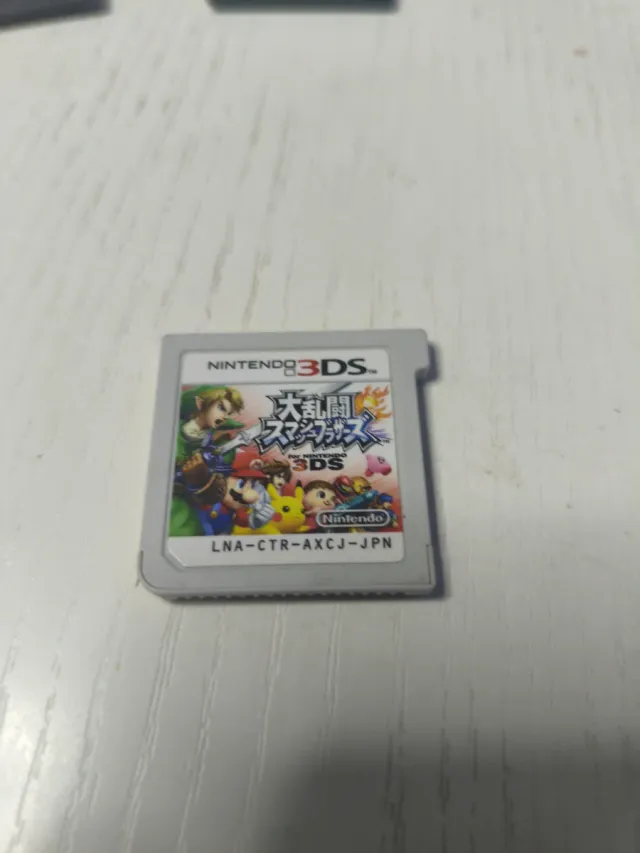 NINTENDO 3DS™
大乱闘
スマッシュブラザーズ
for NINTENDO
3DS
Nintendo
LNA-CTR-AXCJ-JPN